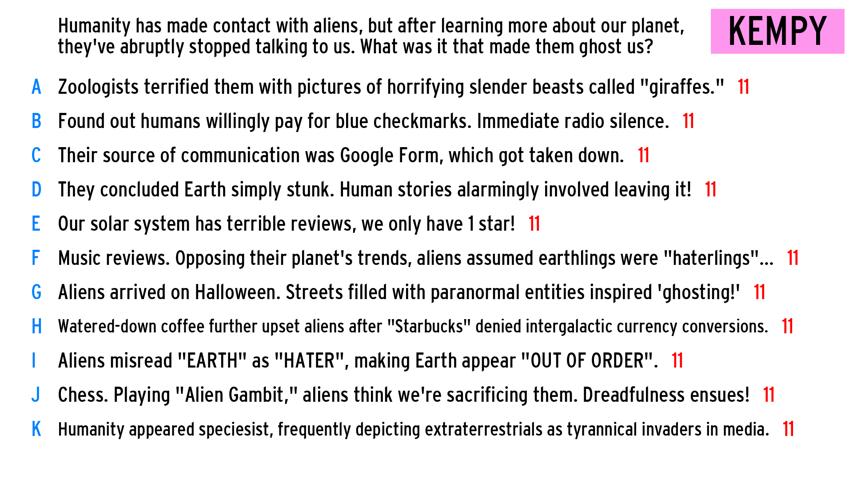 Humanity has made contact with aliens, but after learning more about our planet,
they've abruptly stopped talking to us. What was it that made them ghost us?
KEMPY
A Zoologists terrified them with pictures of horrifying slender beasts called "giraffes." 11
B Found out humans willingly pay for blue checkmarks. Immediate radio silence. 11
C Their source of communication was Google Form, which got taken down. 11
D They concluded Earth simply stunk. Human stories alarmingly involved leaving it! 11
E Our solar system has terrible reviews, we only have 1 star! 11
F Music reviews. Opposing their planet's trends, aliens assumed earthlings were "haterlings"... 11
G Aliens arrived on Halloween. Streets filled with paranormal entities inspired 'ghosting!' 11
H Watered-down coffee further upset aliens after "Starbucks" denied intergalactic currency conversions. 11
I Aliens misread "EARTH" as "HATER", making Earth appear "OUT OF ORDER". 11
J Chess. Playing "Alien Gambit," aliens think we're sacrificing them. Dreadfulness ensues! 11
K Humanity appeared speciesist, frequently depicting extraterrestrials as tyrannical invaders in media. 11